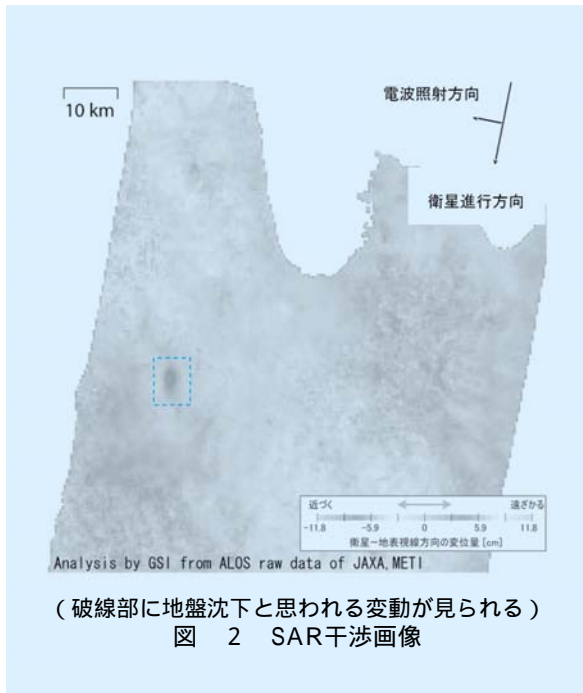 10 km
電波照射方向
衛星進行方向
近づく 遠ざかる
-11.8 -5.9 0 5.9 11.8
衛星−地表視線方向の変位量 [cm]
Analysis by GSI from ALOS raw data of JAXA,METI
(破線部に地盤沈下と思われる変動が見られる)
図 2 SAR干渉画像